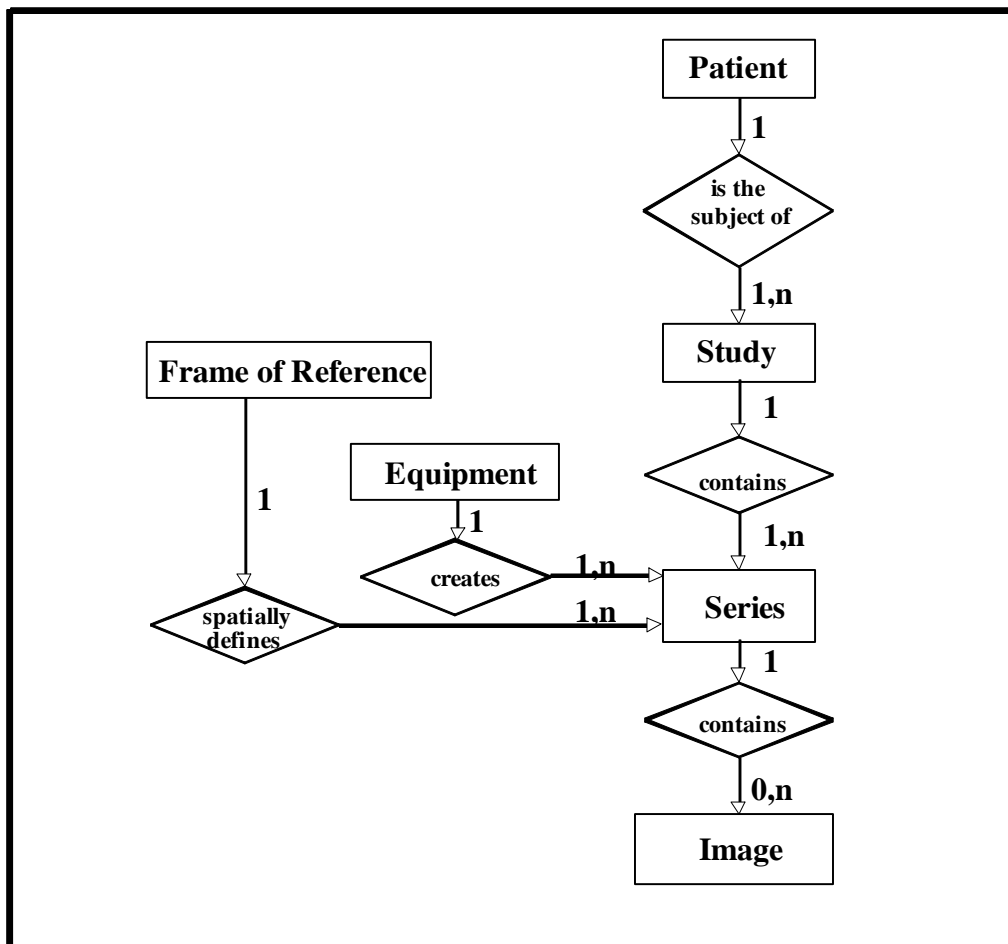 Patient
1
is the
subject of
1,n
Study
Frame of Reference
1
Equipment
contains
1
1
1,n
creates
1,n
Series
spatially
defines
1,n
1
contains
0,n
Image